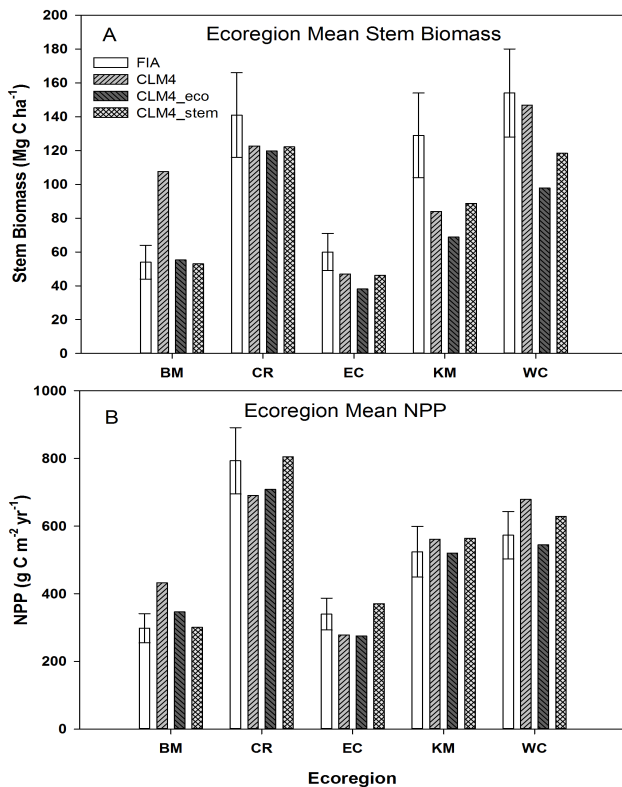 A Ecoregion Mean Stem Biomass
FIA
CLM4
CLM4_eco
CLM4_stem
Stem Biomass (Mg C ha⁻¹)
200
180
160
140
120
100
80
60
40
20
0
BM CR EC KM WC
B Ecoregion Mean NPP
NPP (g C m⁻² yr⁻¹)
1000
800
600
400
200
0
BM CR EC KM WC
Ecoregion